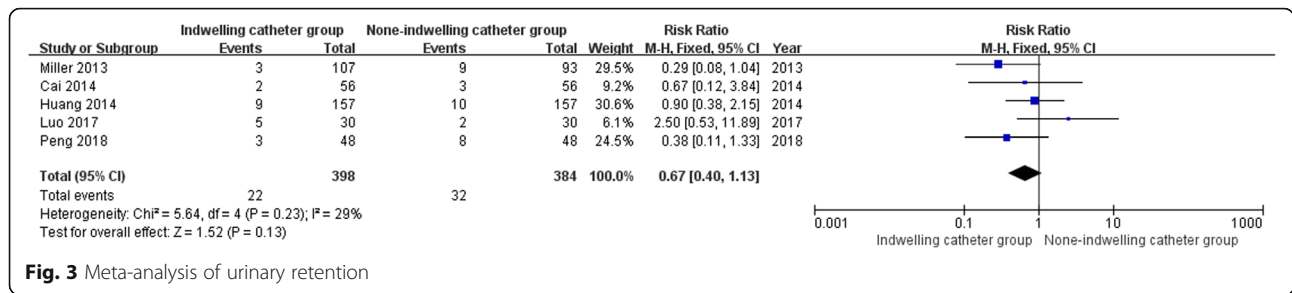 Indwelling catheter group None-indwelling catheter group Risk Ratio Risk Ratio
Study or Subgroup Events Total Events Total Weight M-H, Fixed, 95% CI Year M-H, Fixed, 95% CI
Miller 2013 3 107 9 93 29.5% 0.29 [0.08, 1.04] 2013
Cai 2014 2 56 3 56 9.2% 0.67 [0.12, 3.84] 2014
Huang 2014 9 157 10 157 30.6% 0.90 [0.38, 2.15] 2014
Luo 2017 5 30 2 30 6.1% 2.50 [0.53, 11.89] 2017
Peng 2018 3 48 8 48 24.5% 0.38 [0.11, 1.33] 2018
Total (95% CI) 398 384 100.0% 0.67 [0.40, 1.13]
Total events 22 32
Heterogeneity: Chi² = 5.64, df = 4 (P = 0.23); I² = 29%
Test for overall effect: Z = 1.52 (P = 0.13)
0.001 0.1 1 10 1000
Indwelling catheter group None-indwelling catheter group
Fig. 3 Meta-analysis of urinary retention